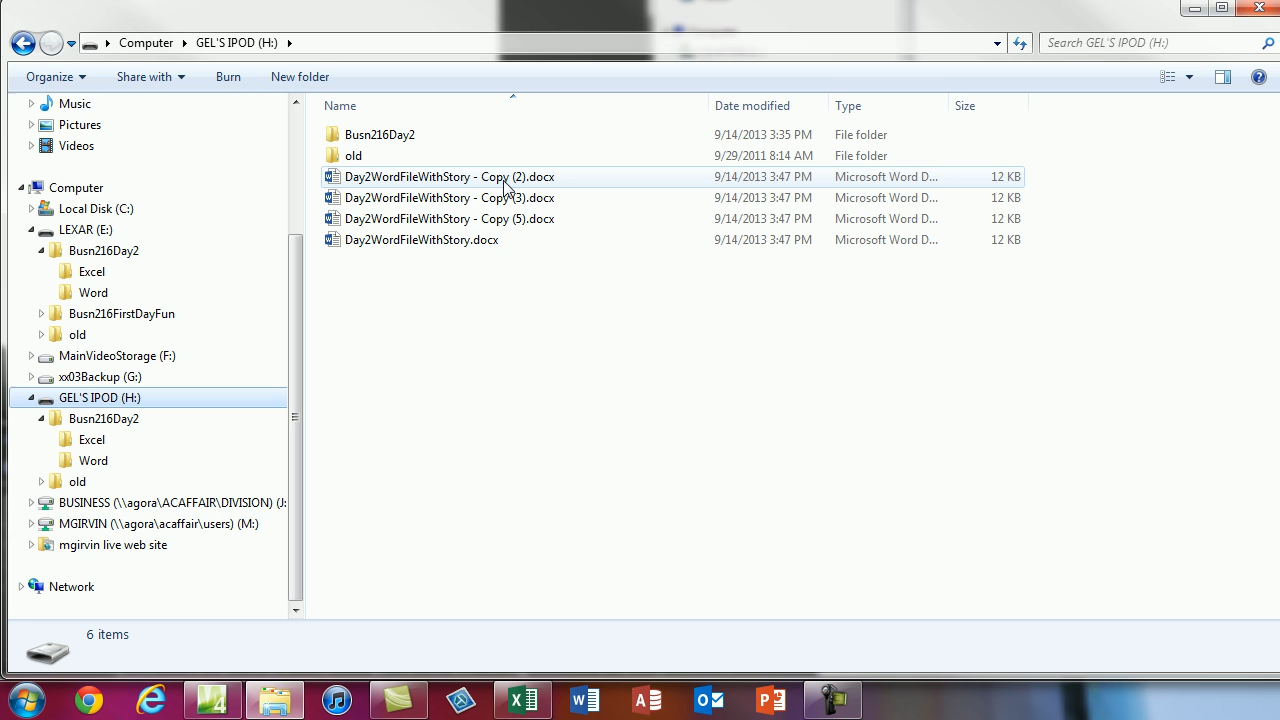 Computer GEL'S IPOD (H:) Search GEL'S IPOD (H:)
Organize Share with Burn New folder
Music
Pictures
Videos
Computer
Local Disk (C:)
LEXAR (E:)
Busn216Day2
Excel
Word
Busn216FirstDayFun
old
MainVideoStorage (F:)
xx03Backup (G:)
GEL'S IPOD (H:)
Busn216Day2
Excel
Word
old
BUSINESS (\\agora\ACAFFAIR\DIVISION) (J:
MGIRVIN (\\agora\acaffair\users) (M:)
mgirvin live web site
Network
Name Date modified Type Size
Busn216Day2 9/14/2013 3:35 PM File folder
old 9/29/2011 8:14 AM File folder
Day2WordFileWithStory - Copy (2).docx 9/14/2013 3:47 PM Microsoft Word D... 12 KB
Day2WordFileWithStory - Copy (3).docx 9/14/2013 3:47 PM Microsoft Word D... 12 KB
Day2WordFileWithStory - Copy (5).docx 9/14/2013 3:47 PM Microsoft Word D... 12 KB
Day2WordFileWithStory.docx 9/14/2013 3:47 PM Microsoft Word D... 12 KB
6 items